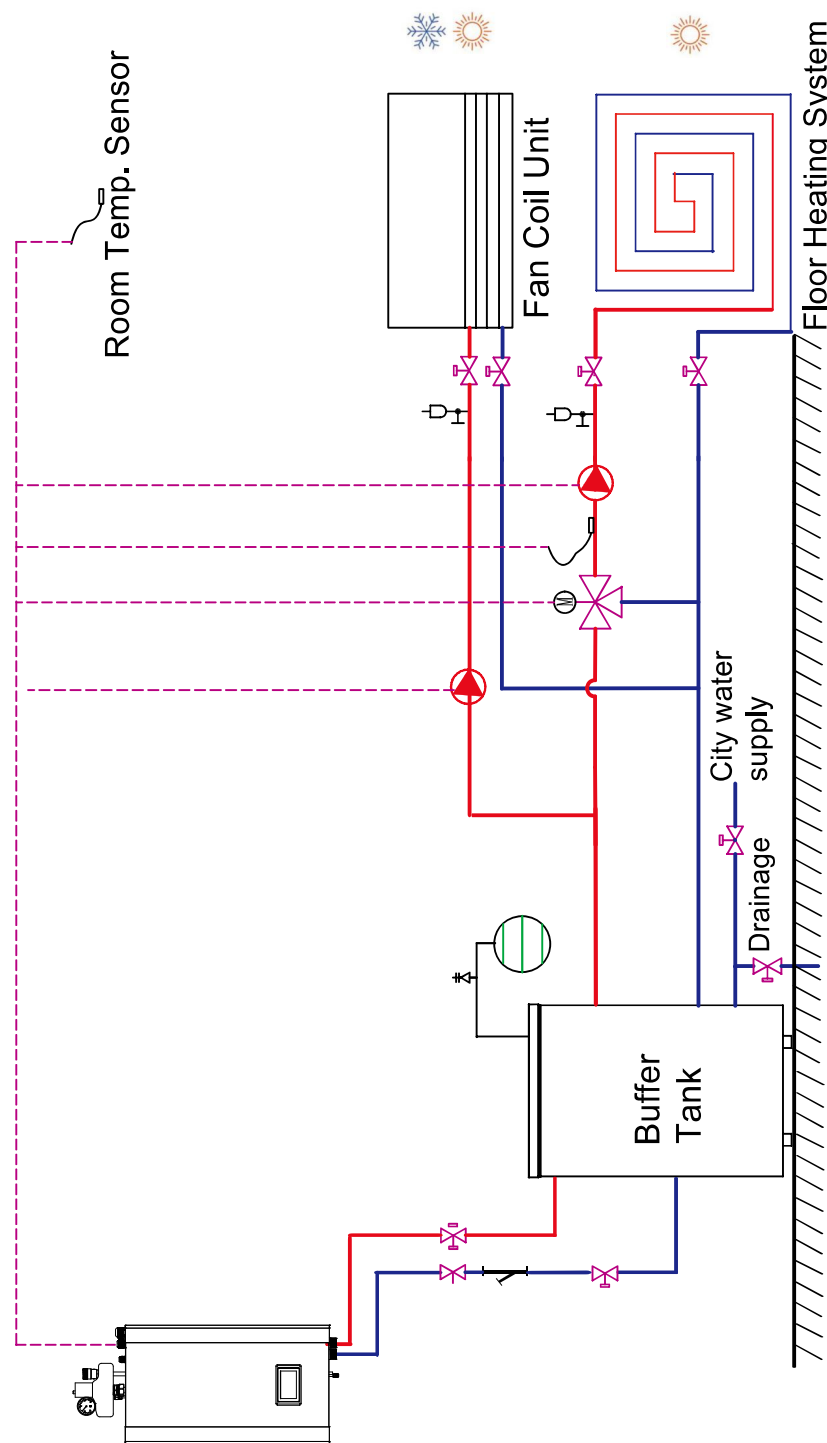 Room Temp. Sensor
Fan Coil Unit
Floor Heating System
City water
supply
Drainage
Buffer
Tank
M